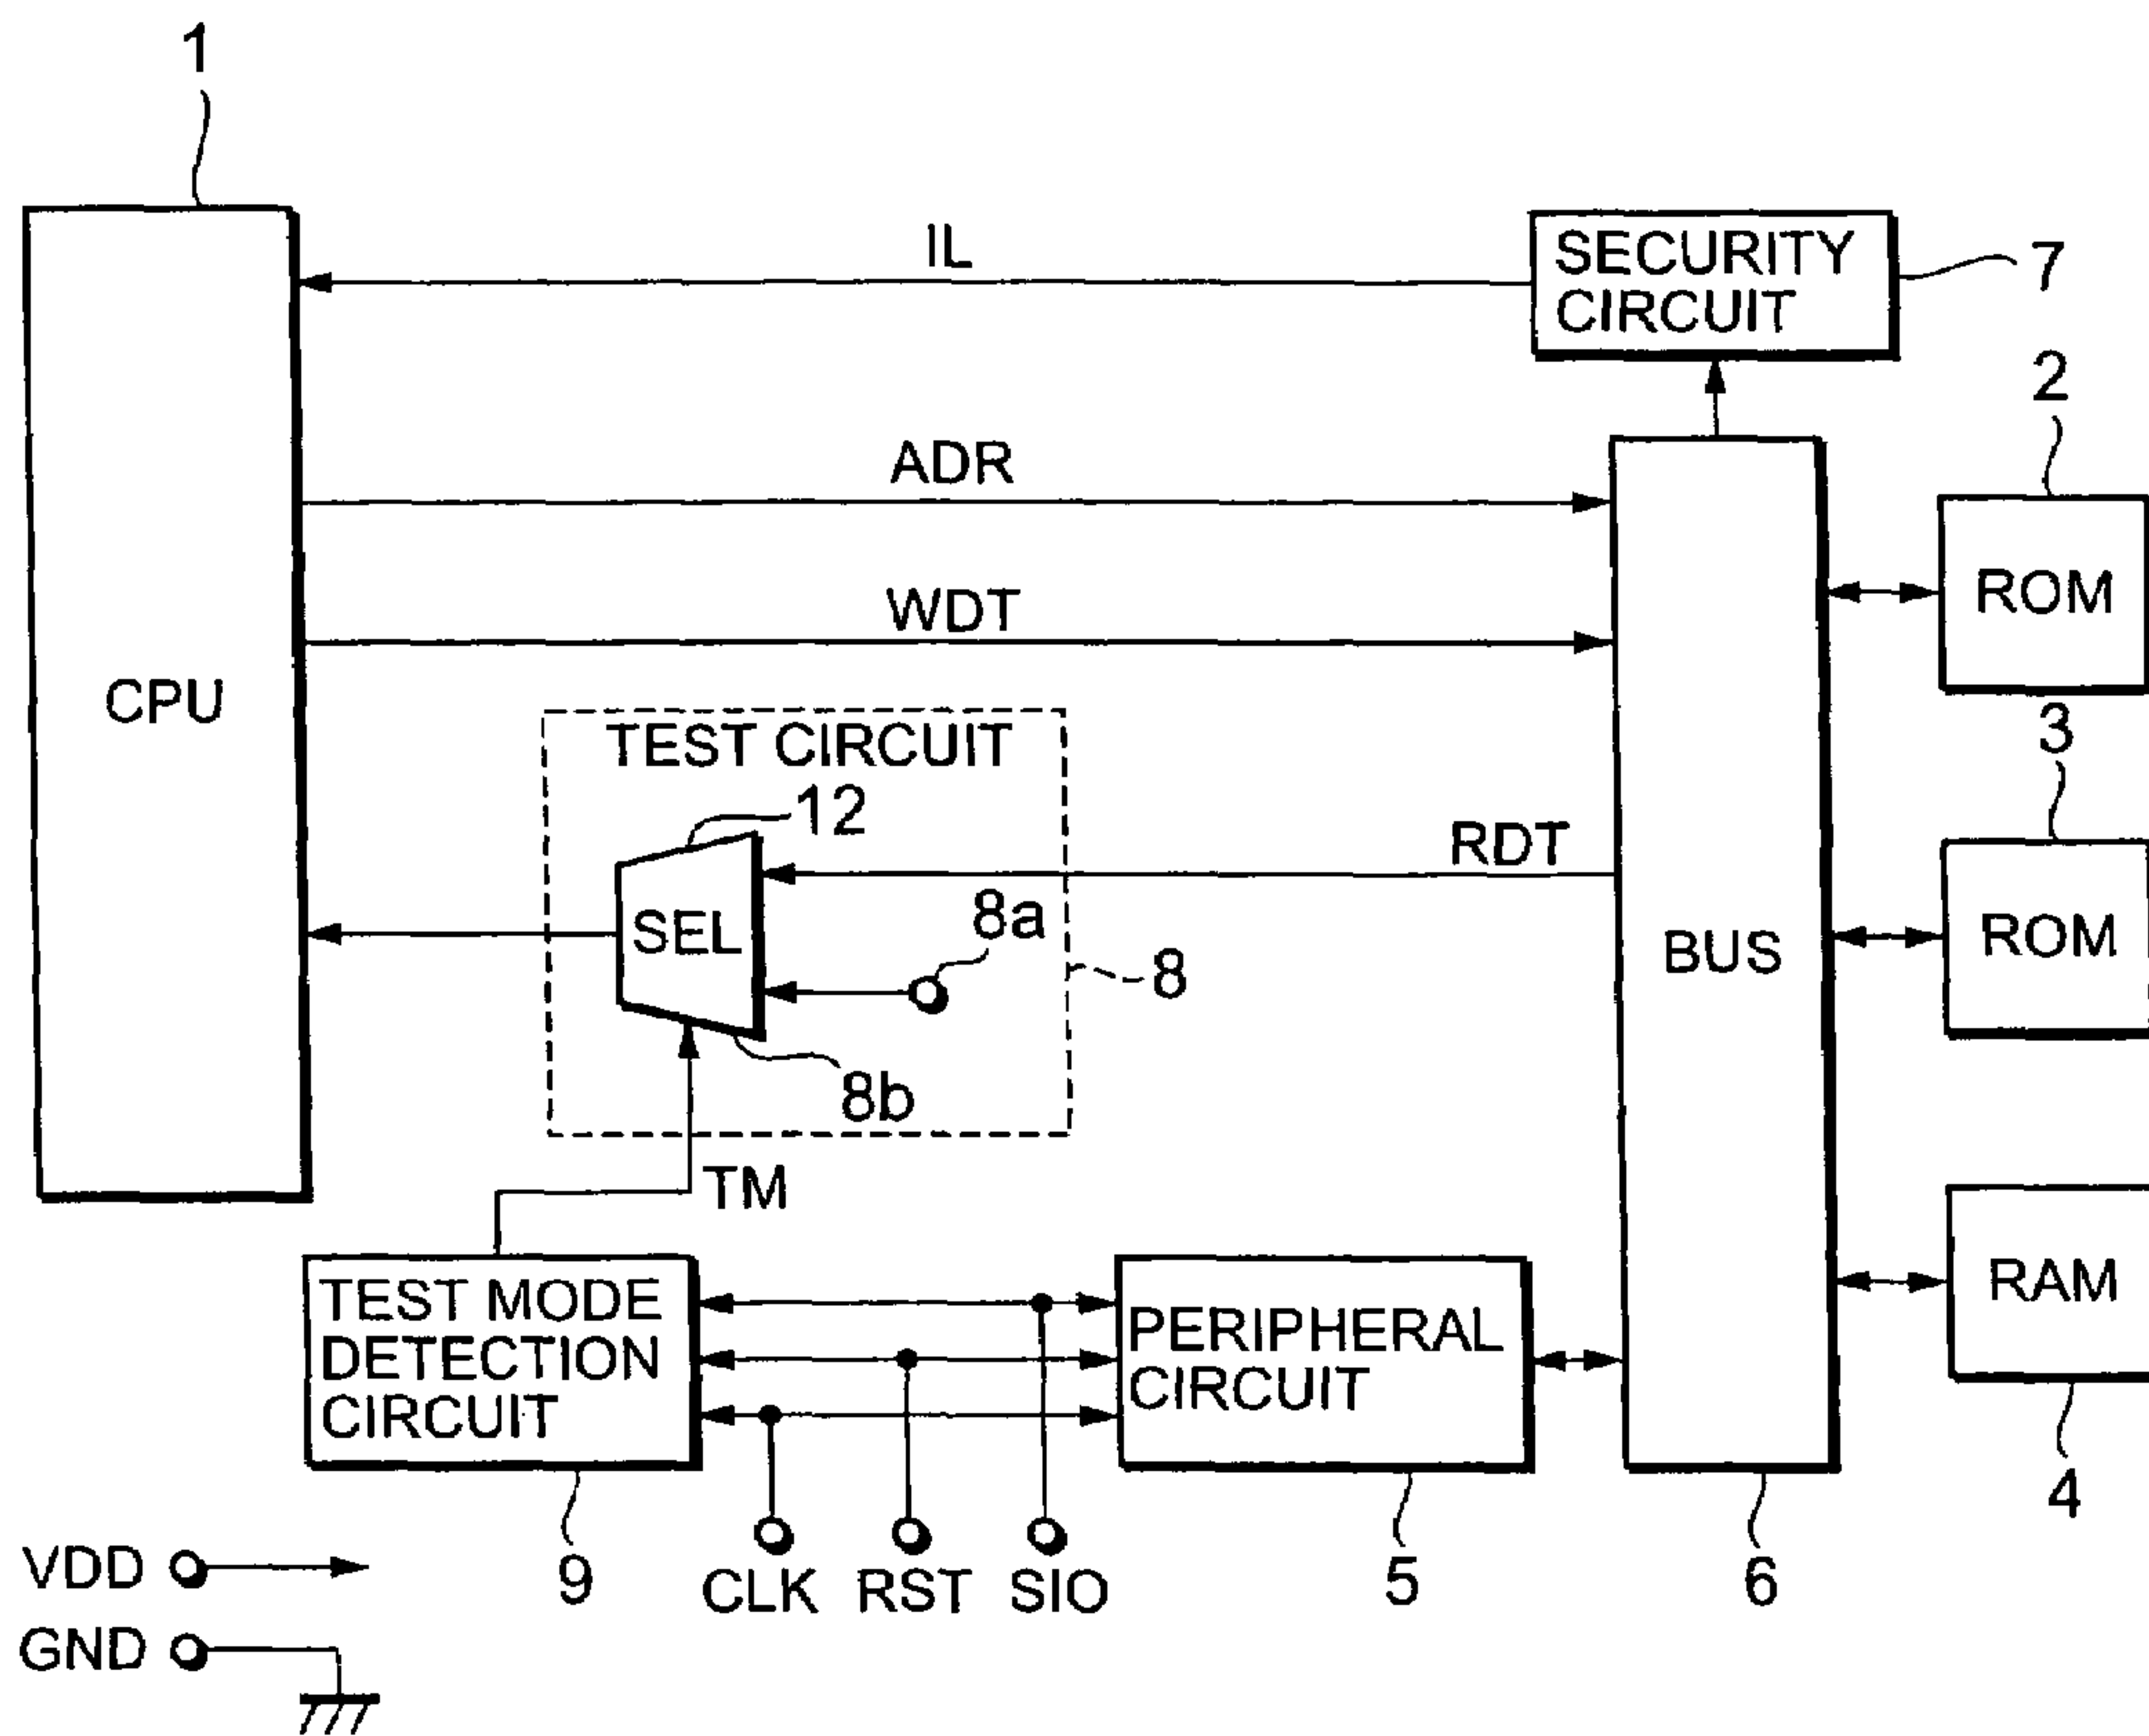 1
IL
SECURITY
CIRCUIT
7
2
ADR
ROM
WDT
CPU
3
TEST CIRCUIT
12
RDT
8a
SEL
ROM
BUS
8
8b
TM
RAM
TEST MODE
DETECTION
CIRCUIT
PERIPHERAL
CIRCUIT
4
VDD
9
CLK
RST
SIO
5
6
GND